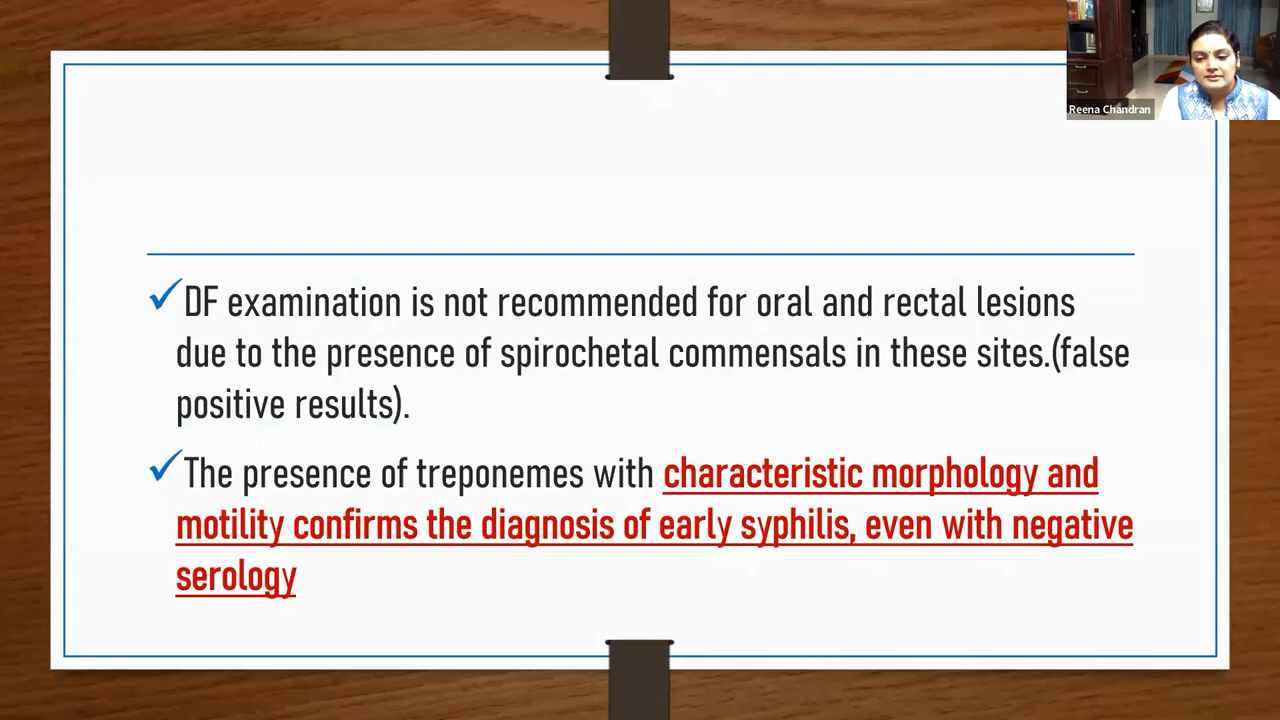 Reena Chandran
DF examination is not recommended for oral and rectal lesions
due to the presence of spirochetal commensals in these sites.(false
positive results).
The presence of treponemes with characteristic morphology and
motility confirms the diagnosis of early syphilis, even with negative
serology